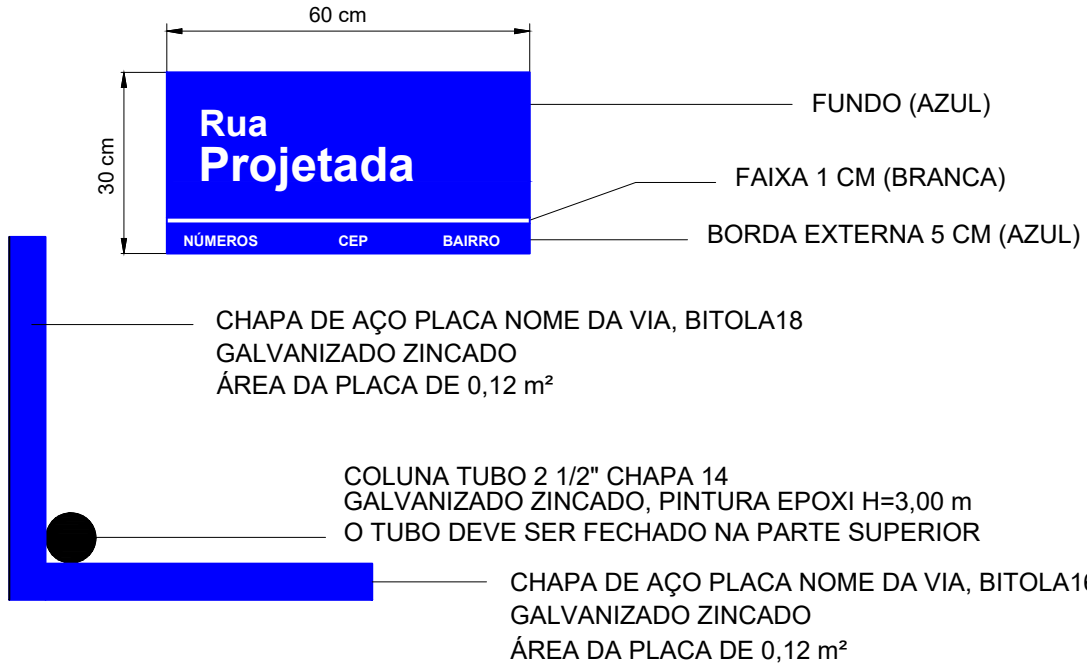 60 cm
30 cm
Rua
Projetada
NÚMEROS CEP BAIRRO
FUNDO (AZUL)
FAIXA 1 CM (BRANCA)
BORDA EXTERNA 5 CM (AZUL)
CHAPA DE AÇO PLACA NOME DA VIA, BITOLA18
GALVANIZADO ZINCADO
ÁREA DA PLACA DE 0,12 m²
COLUNA TUBO 2 1/2" CHAPA 14
GALVANIZADO ZINCADO, PINTURA EPOXI H=3,00 m
O TUBO DEVE SER FECHADO NA PARTE SUPERIOR
CHAPA DE AÇO PLACA NOME DA VIA, BITOLA16
GALVANIZADO ZINCADO
ÁREA DA PLACA DE 0,12 m²